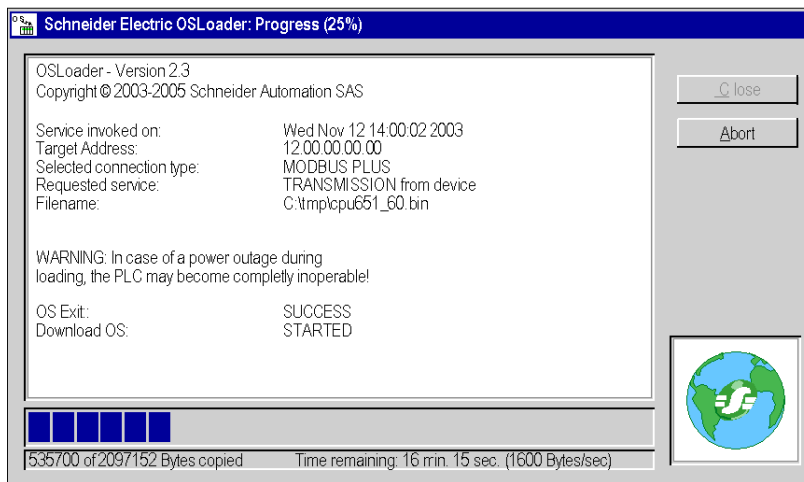 Schneider Electric OSLoader: Progress (25%)
OSLoader - Version 2.3
Copyright © 2003-2005 Schneider Automation SAS
Service invoked on: Wed Nov 12 14:00:02 2003
Target Address: 12.00.00.00.00
Selected connection type: MODBUS PLUS
Requested service: TRANSMISSION from device
Filename: C:\tmp\cpu651_60.bin
WARNING: In case of a power outage during
loading, the PLC may become completly inoperable!
OS Exit:: SUCCESS
Download OS: STARTED
Close
Abort
535700 of 2097152 Bytes copied Time remaining: 16 min. 15 sec. (1600 Bytes/sec)